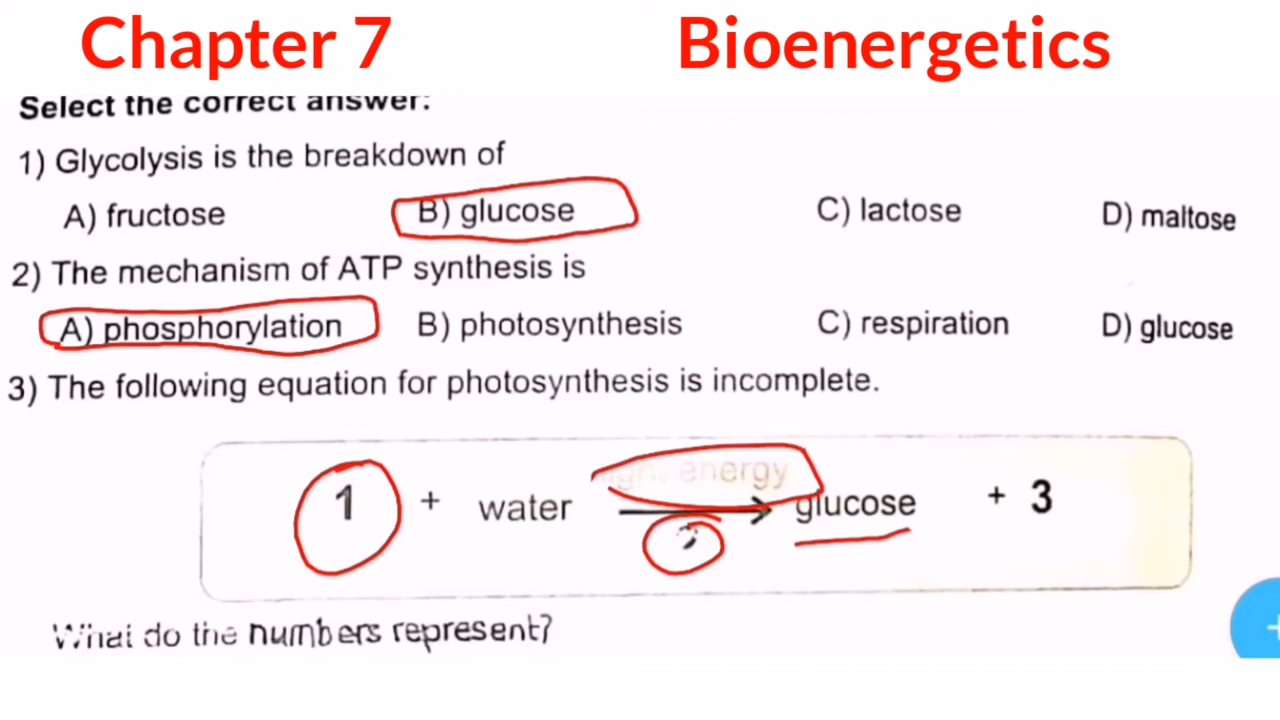 Chapter 7 Bioenergetics
Select the correct answer:
1) Glycolysis is the breakdown of
A) fructose B) glucose C) lactose D) maltose
2) The mechanism of ATP synthesis is
A) phosphorylation B) photosynthesis C) respiration D) glucose
3) The following equation for photosynthesis is incomplete.
light energy
1 + water glucose + 3
2
What do the numbers represent?